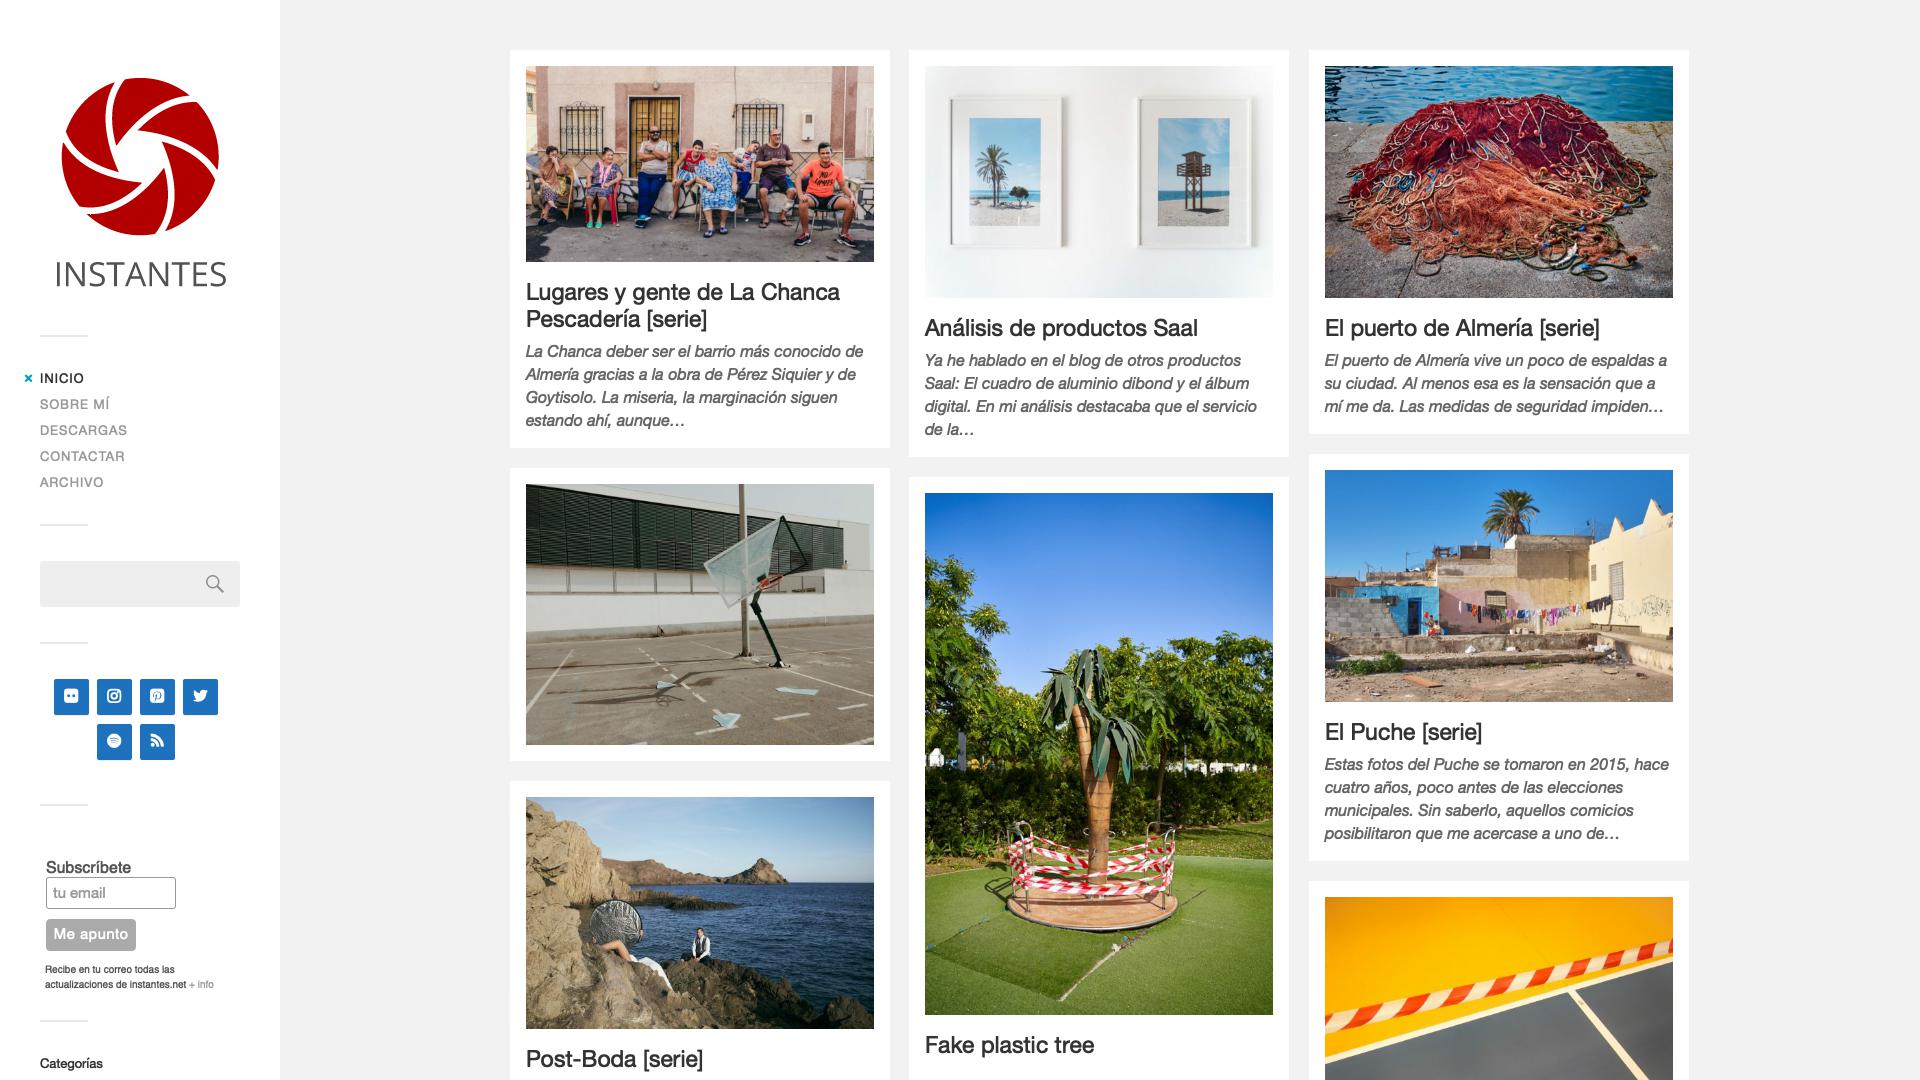 INSTANTES
INICIO
SOBRE MÍ
DESCARGAS
CONTACTAR
ARCHIVO
Subscríbete
tu email
Me apunto
Recibe en tu correo todas las
actualizaciones de instantes.net + info
Categorías
Lugares y gente de La Chanca
Pescadería [serie]
La Chanca deber ser el barrio más conocido de
Almería gracias a la obra de Pérez Siquier y de
Goytisolo. La miseria, la marginación siguen
estando ahí, aunque…
Post-Boda [serie]
Análisis de productos Saal
Ya he hablado en el blog de otros productos
Saal: El cuadro de aluminio dibond y el álbum
digital. En mi análisis destacaba que el servicio
de la…
Fake plastic tree
El puerto de Almería [serie]
El puerto de Almería vive un poco de espaldas a
su ciudad. Al menos esa es la sensación que a
mí me da. Las medidas de seguridad impiden…
El Puche [serie]
Estas fotos del Puche se tomaron en 2015, hace
cuatro años, poco antes de las elecciones
municipales. Sin saberlo, aquellos comicios
posibilitaron que me acercase a uno de…